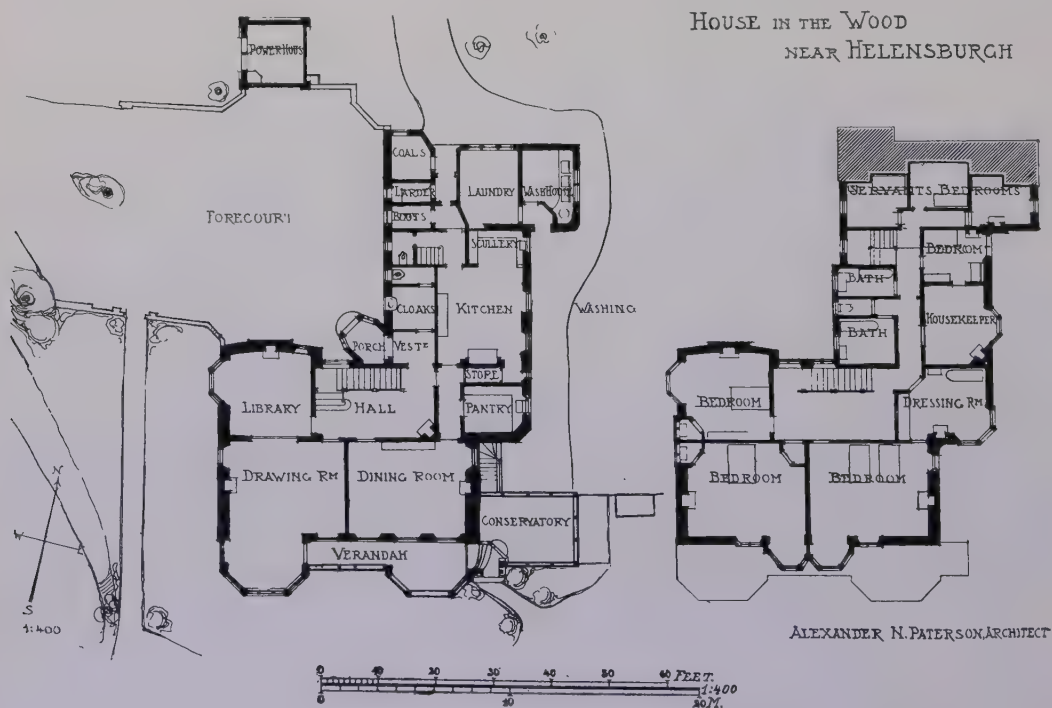 HOUSE IN THE WOOD
NEAR HELENSBURGH
POWER HOUS
COALS
LARDER
LAUNDRY
WASH HOUSE
BOOTS
FORECOURT
SCULLERY
CLOAKS
KITCHEN
WASHING
PORCH
VESTE
STORE
LIBRARY
HALL
PANTRY
DRAWING RM
DINING ROOM
CONSERVATORY
VERANDAH
N
S
1:400
SERVANTS BEDROOMS
BEDROOM
BATH
HOUSEKEEPER
BATH
BEDROOM
DRESSING RM
BEDROOM
BEDROOM
ALEXANDER N. PATERSON, ARCHITECT
0 10 20 30 40 50 60 FEET.
1:400
0 10 20 M.